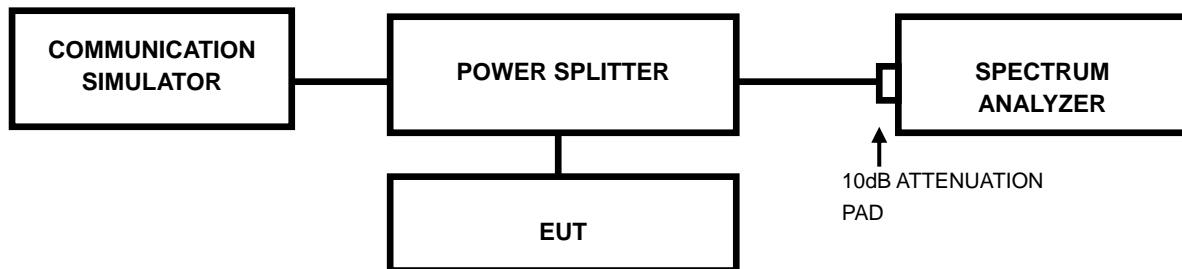 COMMUNICATION
SIMULATOR
POWER SPLITTER
SPECTRUM
ANALYZER
10dB ATTENUATION
PAD
EUT